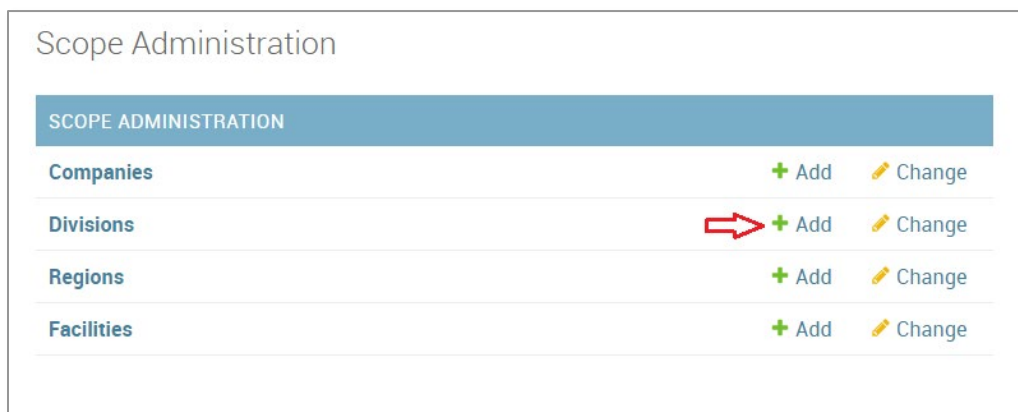 Scope Administration
SCOPE ADMINISTRATION
Companies Add Change
Divisions Add Change
Regions Add Change
Facilities Add Change